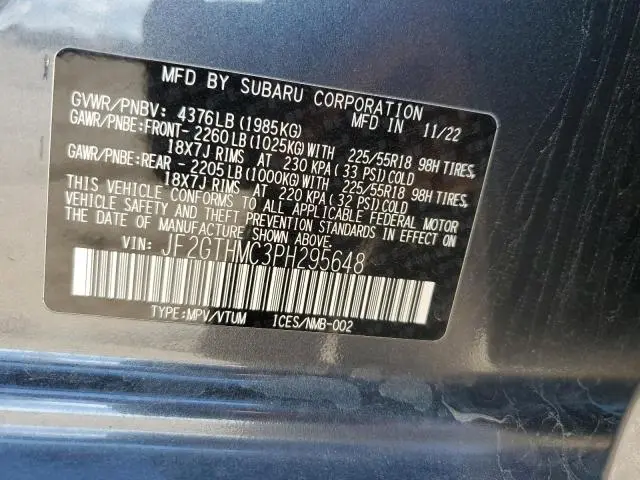 MFD BY SUBARU CORPORATION
GVWR/PNBV: 4376LB (1985KG) MFD IN 11/22
GAWR/PNBE:FRONT- 2260LB (1025KG) WITH 225/55R18 98H TIRES,
18X7J RIMS AT 230 KPA (33 PSI) COLD
GAWR/PNBE:REAR - 2205LB (1000KG) WITH 225/55R18 98H TIRES,
18X7J RIMS AT 220 KPA (32 PSI) COLD
THIS VEHICLE CONFORMS TO ALL APPLICABLE FEDERAL MOTOR
VEHICLE SAFETY AND THEFT PREVENTION STANDARDS IN EFFECT ON
THE DATE OF MANUFACTURE SHOWN ABOVE.
VIN: JF2GTHMC3PH295648
TYPE:MPV/VTUM ICES/NMB-002